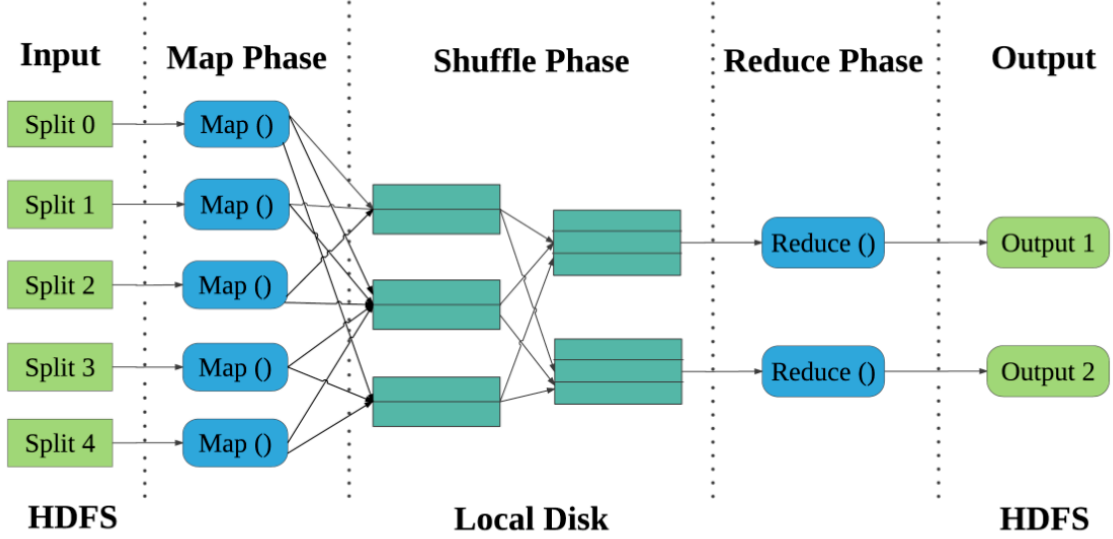 Input
Map Phase
Shuffle Phase
Reduce Phase
Output
Split 0
Map ()
Split 1
Map ()
Split 2
Map ()
Split 3
Map ()
Split 4
Map ()
Reduce ()
Output 1
Reduce ()
Output 2
HDFS
Local Disk
HDFS